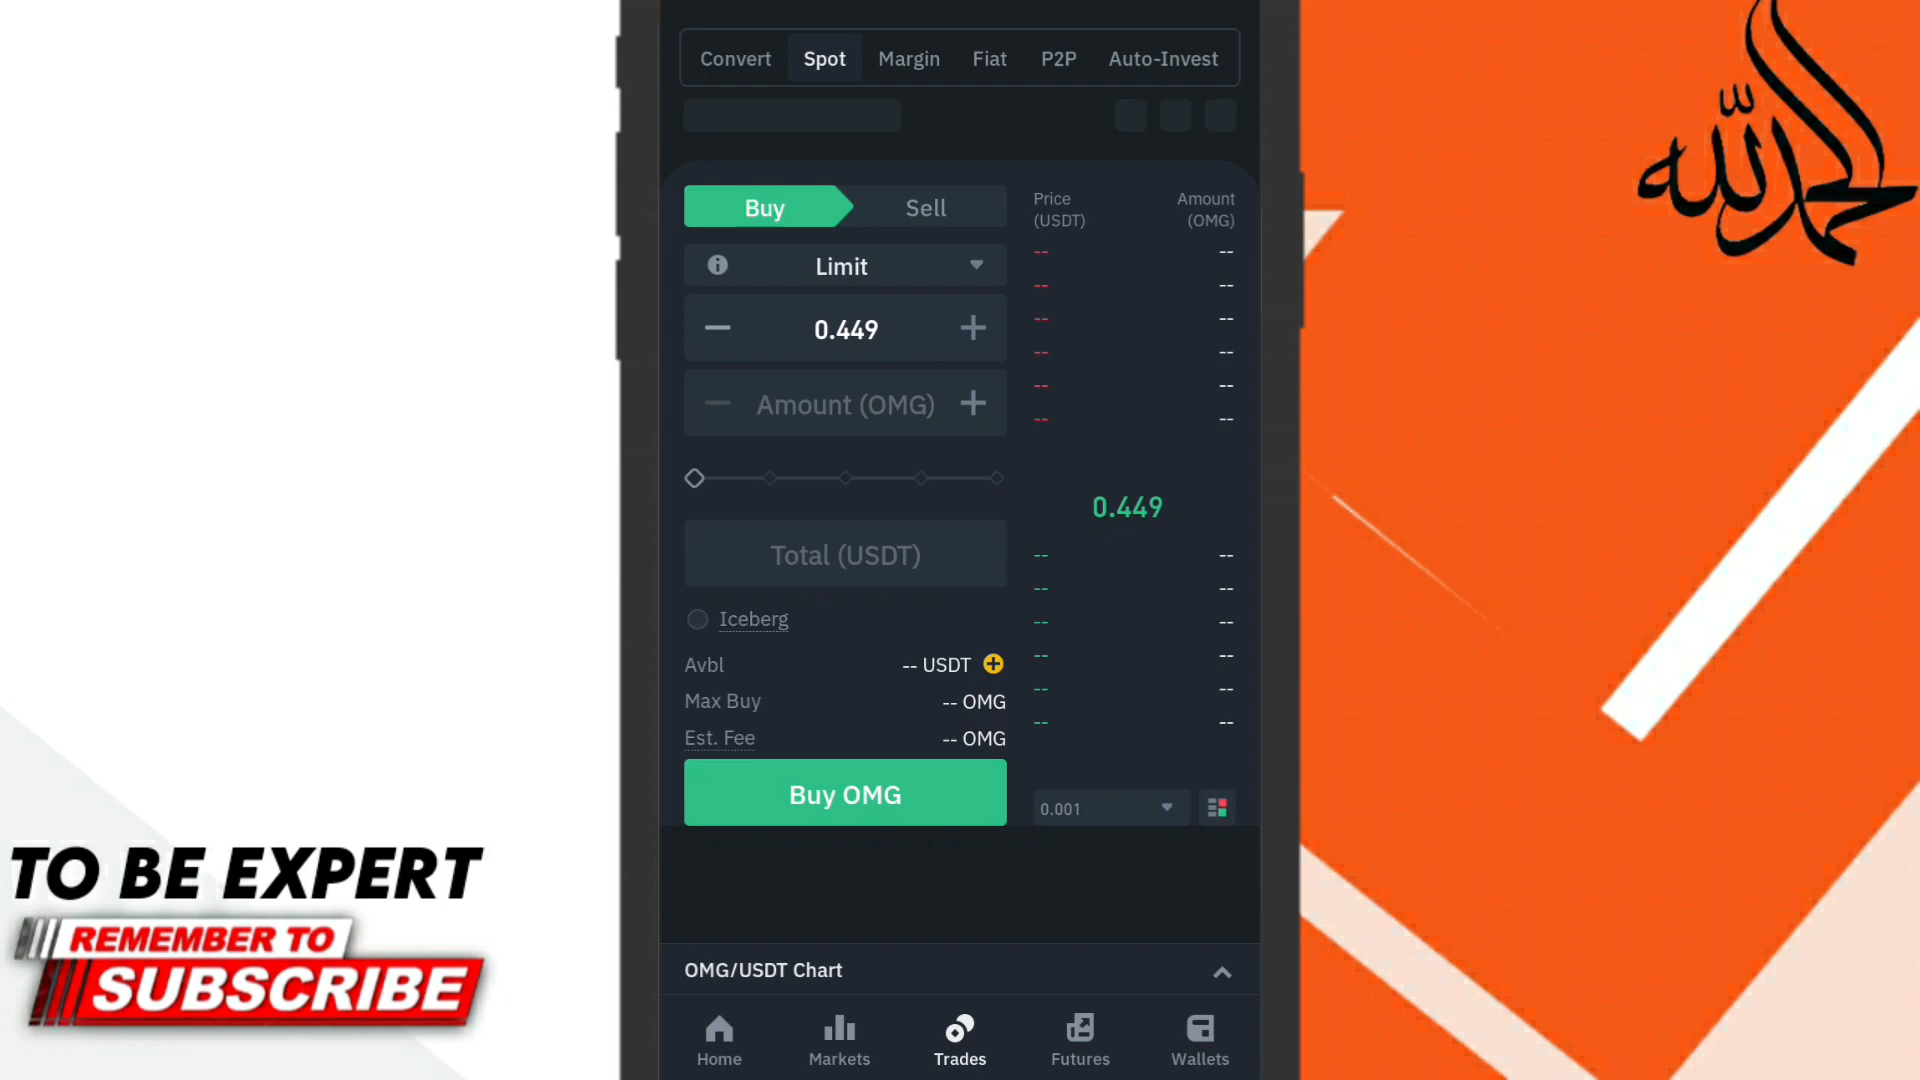 Convert Spot Margin Fiat P2P Auto-Invest
Buy Sell
Limit
0.449
Amount (OMG)
Total (USDT)
Iceberg
Avbl -- USDT
Max Buy -- OMG
Est. Fee -- OMG
Buy OMG
Price (USDT) Amount (OMG)
-- --
-- --
-- --
-- --
-- --
-- --
0.449
-- --
-- --
-- --
-- --
-- --
-- --
0.001
OMG/USDT Chart
Home Markets Trades Futures Wallets
TO BE EXPERT
REMEMBER TO
SUBSCRIBE
الحمد لله